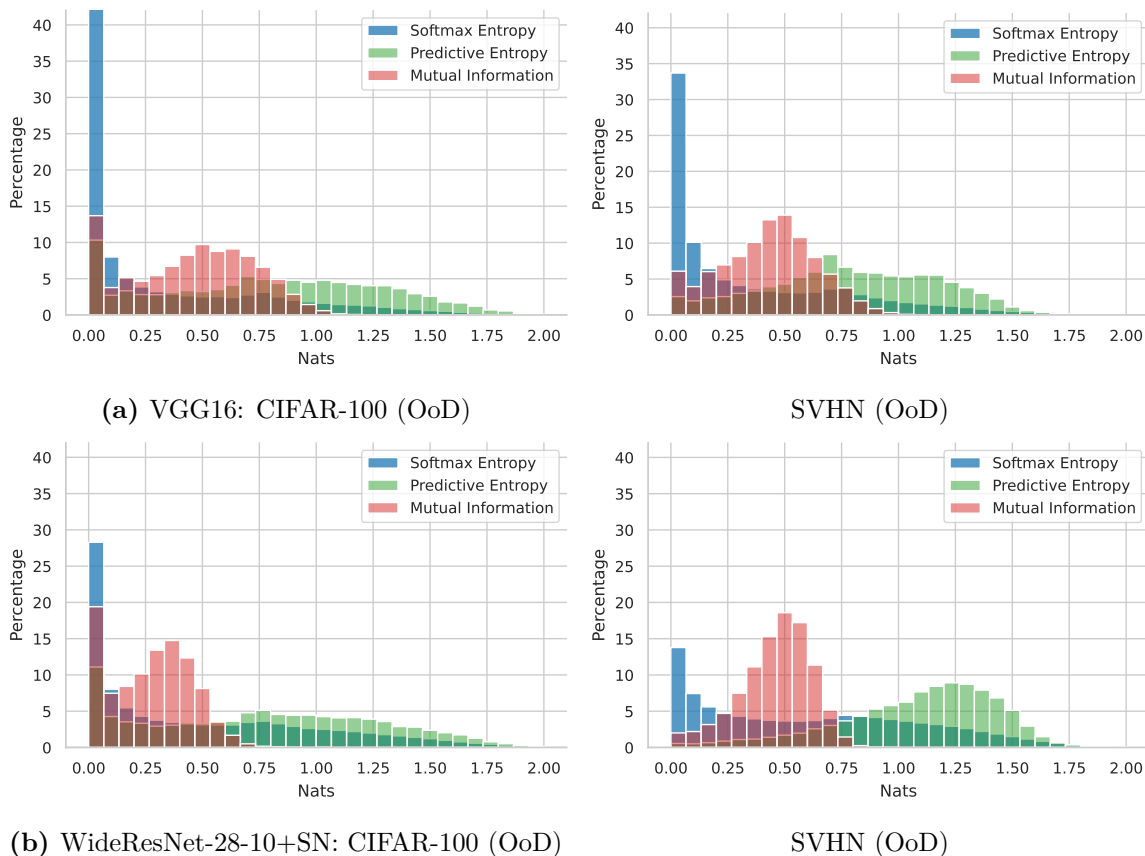 40
35
30
25
20
15
10
5
0
Percentage
Softmax Entropy
Predictive Entropy
Mutual Information
0.00 0.25 0.50 0.75 1.00 1.25 1.50 1.75 2.00
Nats
40
35
30
25
20
15
10
5
0
Percentage
Softmax Entropy
Predictive Entropy
Mutual Information
0.00 0.25 0.50 0.75 1.00 1.25 1.50 1.75 2.00
Nats
(a) VGG16: CIFAR-100 (OoD)
SVHN (OoD)
40
35
30
25
20
15
10
5
0
Percentage
Softmax Entropy
Predictive Entropy
Mutual Information
0.00 0.25 0.50 0.75 1.00 1.25 1.50 1.75 2.00
Nats
40
35
30
25
20
15
10
5
0
Percentage
Softmax Entropy
Predictive Entropy
Mutual Information
0.00 0.25 0.50 0.75 1.00 1.25 1.50 1.75 2.00
Nats
(b) WideResNet-28-10+SN: CIFAR-100 (OoD)
SVHN (OoD)